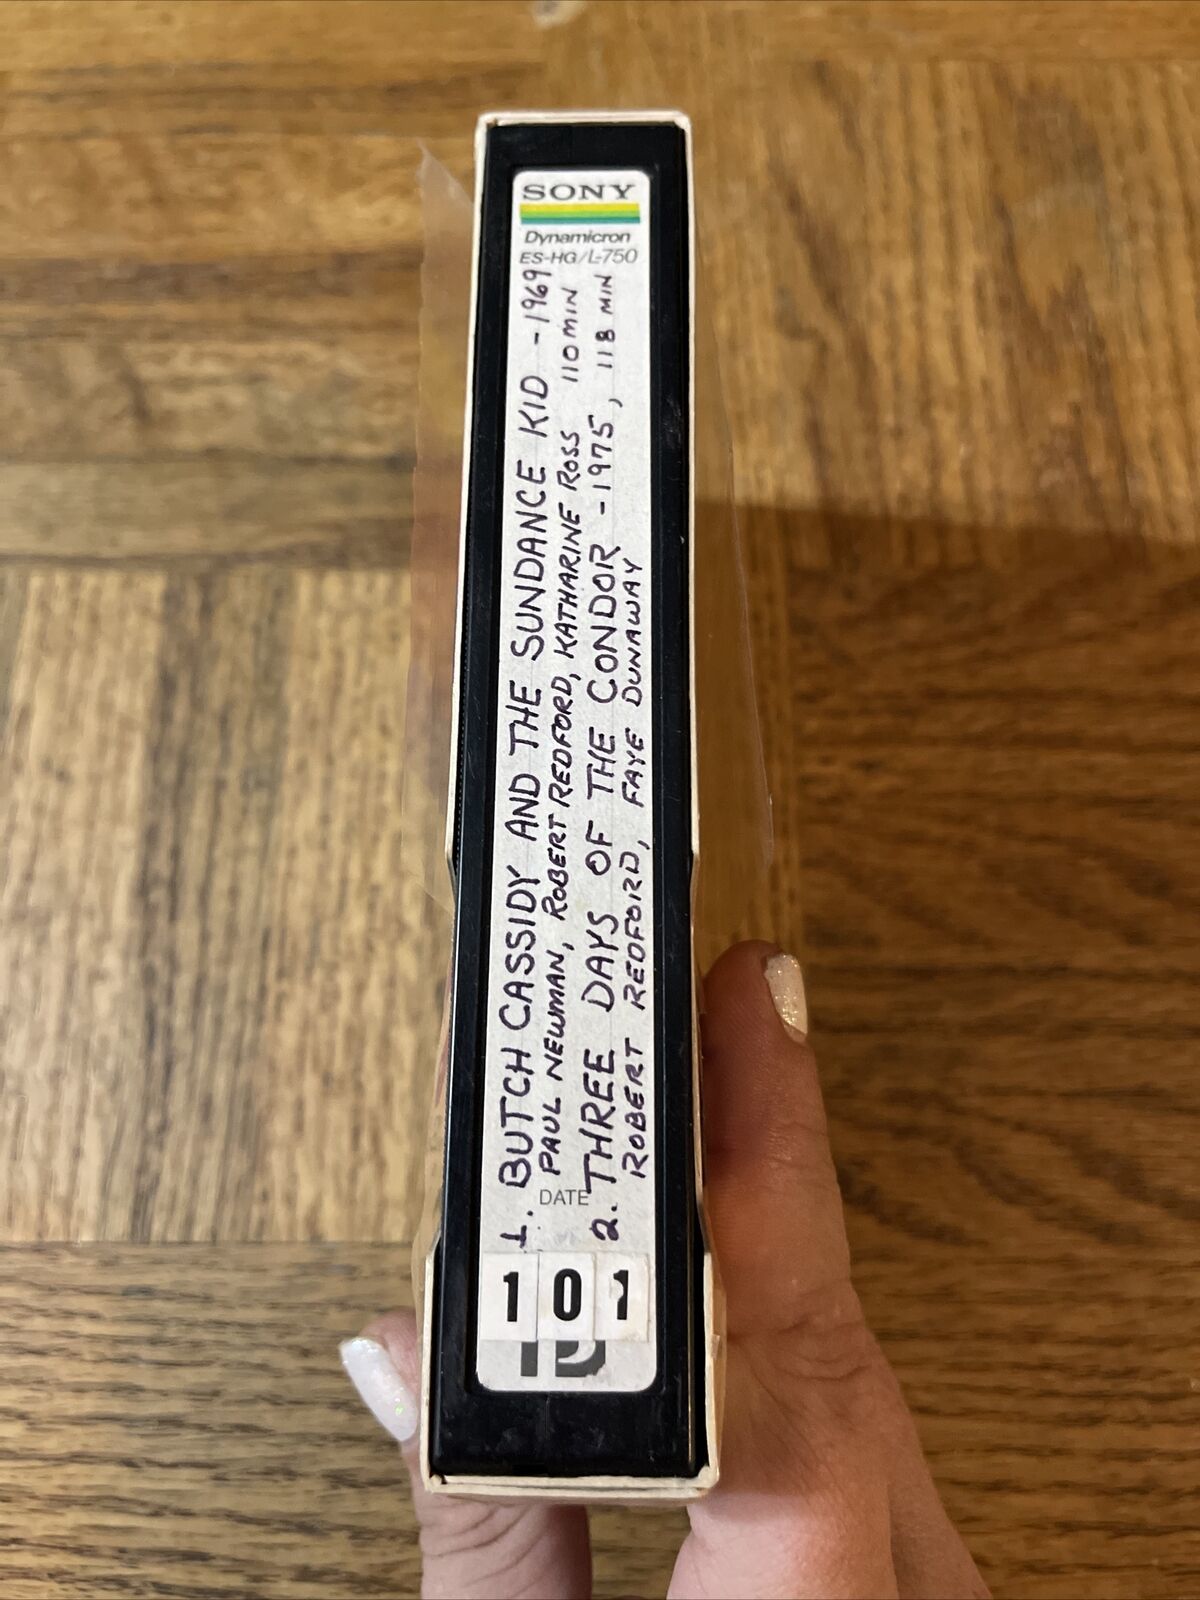 SONY
Dynamicron
ES-HG/L-750
1. BUTCH CASSIDY AND THE SUNDANCE KID - 1969
PAUL NEWMAN, ROBERT REDFORD, KATHARINE ROSS 110 MIN
2. THREE DAYS OF THE CONDOR - 1975, 118 MIN
ROBERT REDFORD, FAYE DUNAWAY
DATE
101